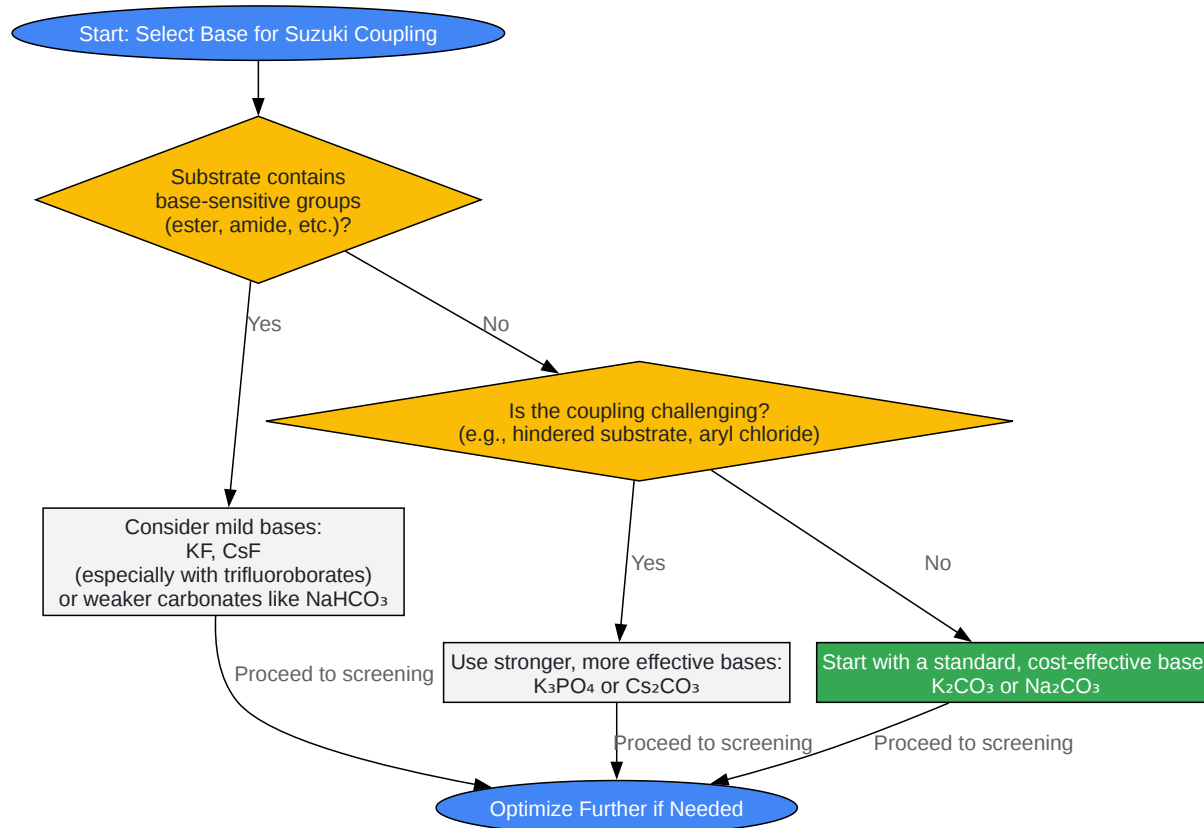 Start: Select Base for Suzuki Coupling
Substrate contains
base-sensitive groups
(ester, amide, etc.)?
Yes
No
Is the coupling challenging?
(e.g., hindered substrate, aryl chloride)
Consider mild bases:
KF, CsF
(especially with trifluoroborates)
or weaker carbonates like NaHCO₃
Yes
No
Use stronger, more effective bases:
K₃PO₄ or Cs₂CO₃
Start with a standard, cost-effective base
K₂CO₃ or Na₂CO₃
Proceed to screening
Proceed to screening
Proceed to screening
Optimize Further if Needed